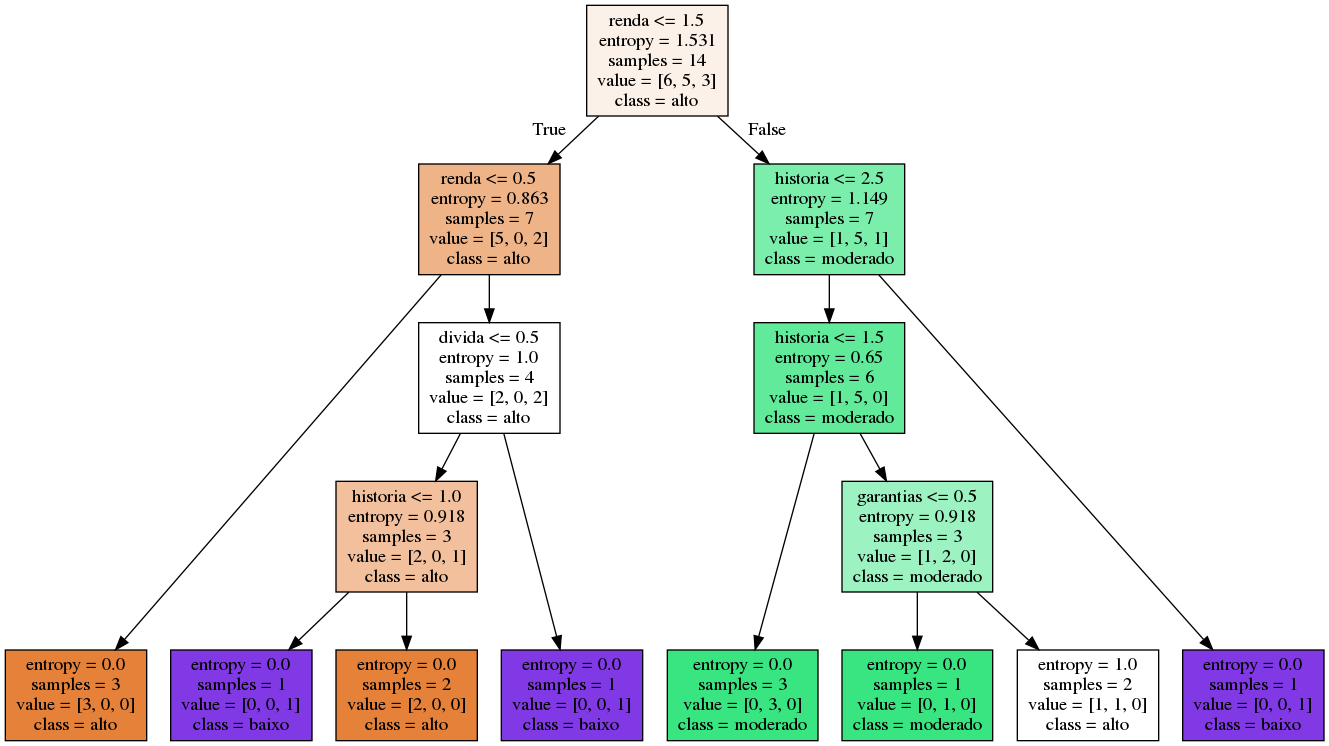 renda <= 1.5
entropy = 1.531
samples = 14
value = [6, 5, 3]
class = alto
True
False
renda <= 0.5
entropy = 0.863
samples = 7
value = [5, 0, 2]
class = alto
historia <= 2.5
entropy = 1.149
samples = 7
value = [1, 5, 1]
class = moderado
divida <= 0.5
entropy = 1.0
samples = 4
value = [2, 0, 2]
class = alto
historia <= 1.5
entropy = 0.65
samples = 6
value = [1, 5, 0]
class = moderado
historia <= 1.0
entropy = 0.918
samples = 3
value = [2, 0, 1]
class = alto
garantias <= 0.5
entropy = 0.918
samples = 3
value = [1, 2, 0]
class = moderado
entropy = 0.0
samples = 3
value = [3, 0, 0]
class = alto
entropy = 0.0
samples = 1
value = [0, 0, 1]
class = baixo
entropy = 0.0
samples = 2
value = [2, 0, 0]
class = alto
entropy = 0.0
samples = 1
value = [0, 0, 1]
class = baixo
entropy = 0.0
samples = 3
value = [0, 3, 0]
class = moderado
entropy = 0.0
samples = 1
value = [0, 1, 0]
class = moderado
entropy = 1.0
samples = 2
value = [1, 1, 0]
class = alto
entropy = 0.0
samples = 1
value = [0, 0, 1]
class = baixo